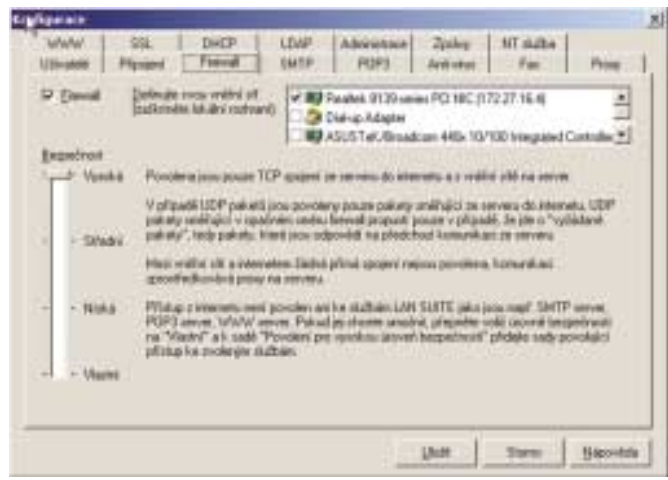 Konfigurace
WWW SSL DHCP LDAP Administrace Zprávy NT služba
Uživatelé Připojení Firewall SMTP POP3 Antivirus Fax Proxy
Firewall
Definujte svou vnitřní síť
(zaškrtněte lokální rozhraní)
Realtek 8139-series PCI NIC (172.27.16.4)
Dial-up Adapter
ASUSTeK/Broadcom 440x 10/100 Integrated Controller
Bezpečnost
Vysoká
Povolena jsou pouze TCP spojení ze serveru do internetu a z vnitřní sítě na server.
V případě UDP paketů jsou povoleny pouze pakety směřující ze serveru do internetu. UDP
pakety směřující v opačném směru firewall propustí pouze v případě, že jde o "vyžádané
pakety", tedy pakety, které jsou odpovědí na předchozí komunikaci ze serveru.
Střední
Mezi vnitřní sítí a internetem žádná přímá spojení nejsou povolena, komunikaci
zprostředkovává proxy na serveru.
Nízká
Přístup z internetu není povolen ani ke službám LAN SUITE jako jsou např. SMTP server,
POP3 server, WWW server. Pokud jej chcete umožnit, přepněte volič úrovně bezpečnosti
na "Vlastní" a k sadě "Povolení pro vysokou úroveň bezpečnosti" přidejte sady povolující
přístup ke zvoleným službám.
Vlastní
Uložit Storno Nápověda